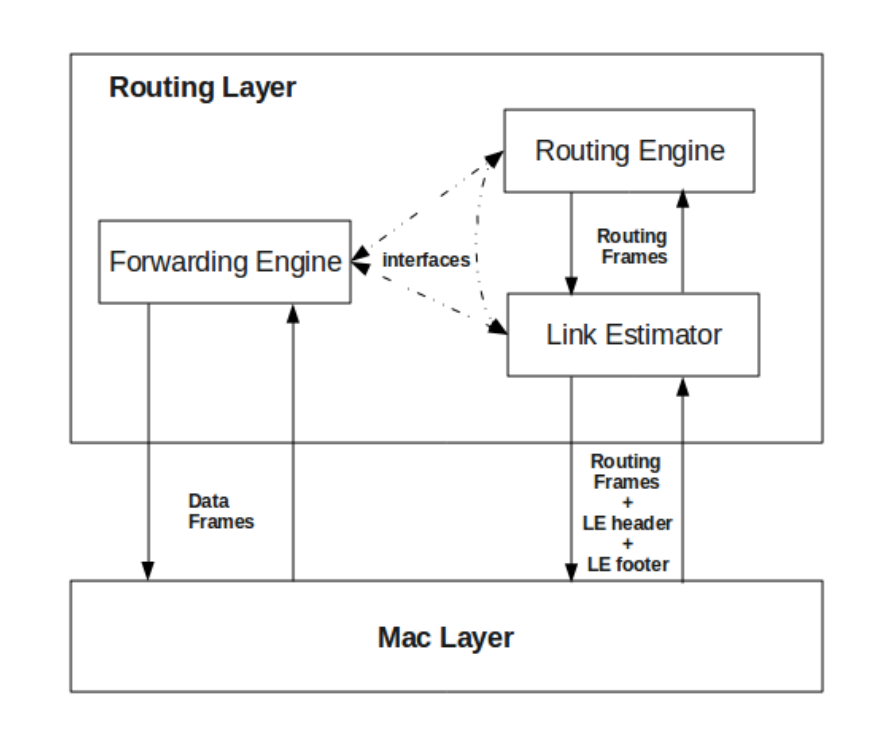 Routing Layer
Routing Engine
Routing
Frames
Forwarding Engine
interfaces
Link Estimator
Data
Frames
Routing
Frames
+
LE header
+
LE footer
Mac Layer